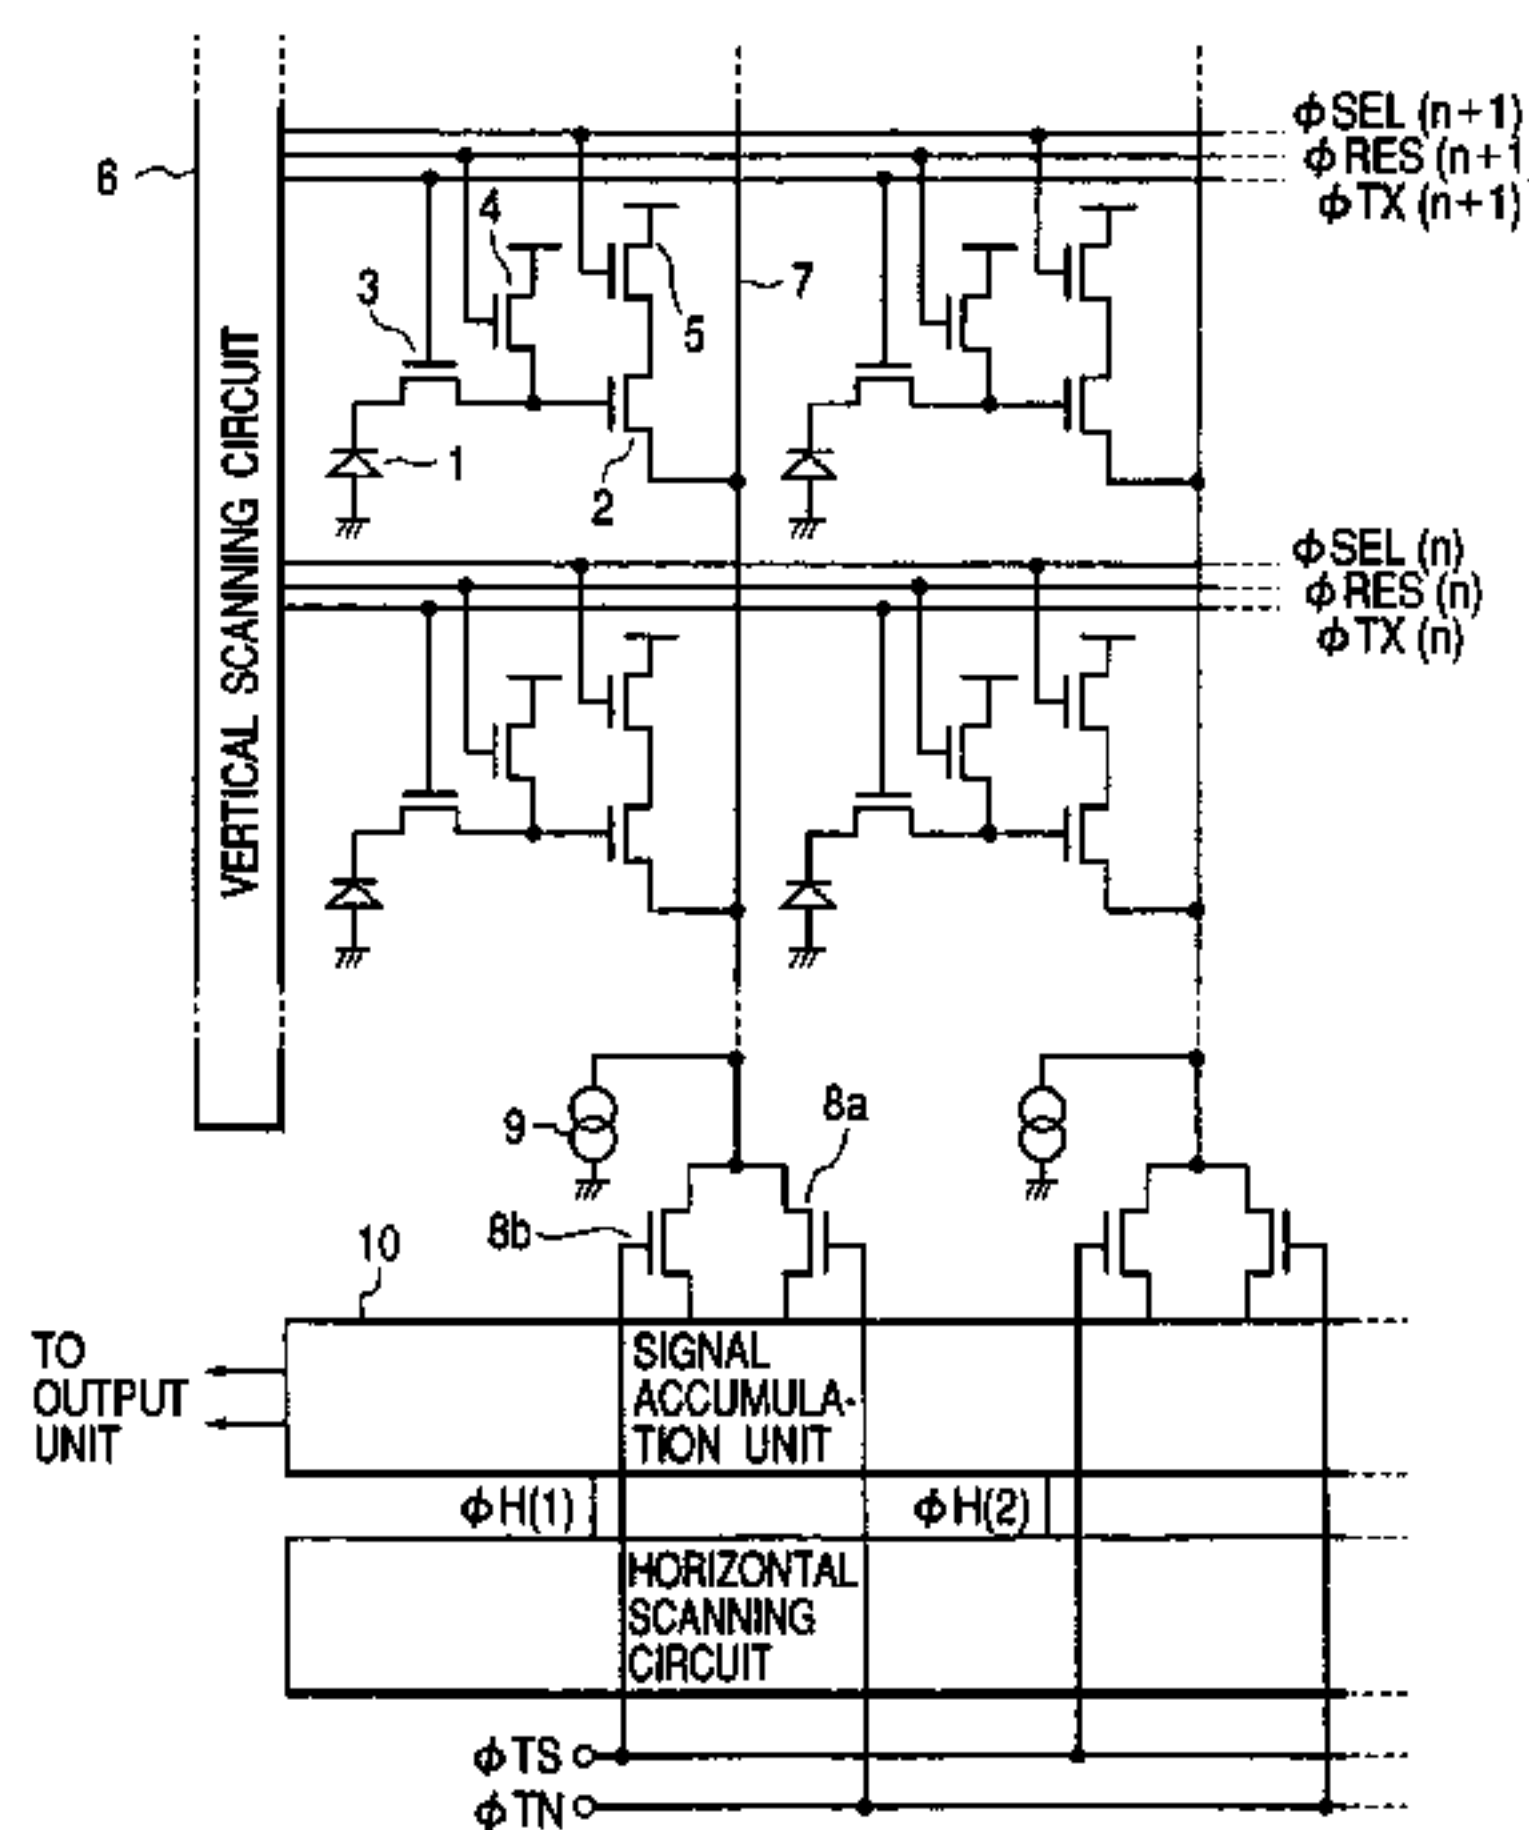 φSEL (n+1)
φRES (n+1
φTX (n+1)
6
4
3
7
5
1
2
VERTICAL SCANNING CIRCUIT
φSEL (n)
φRES (n)
φTX (n)
8a
9
8b
10
TO
OUTPUT
UNIT
SIGNAL
ACCUMULA-
TION UNIT
φH(1)
φH(2)
HORIZONTAL
SCANNING
CIRCUIT
φTS
φTN